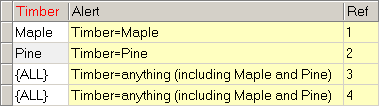 Timber Alert Ref
Maple Timber=Maple 1
Pine Timber=Pine 2
{ALL} Timber=anything (including Maple and Pine) 3
{ALL} Timber=anything (including Maple and Pine) 4